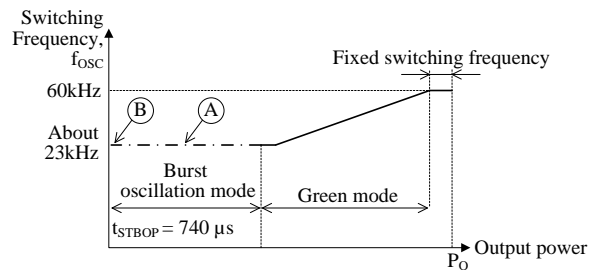 Switching
Frequency,
fOSC
Fixed switching
frequency
60kHz
B
A
About
23kHz
Burst
oscillation mode
Green mode
tSTBOP = 740 µs
Output power
PO